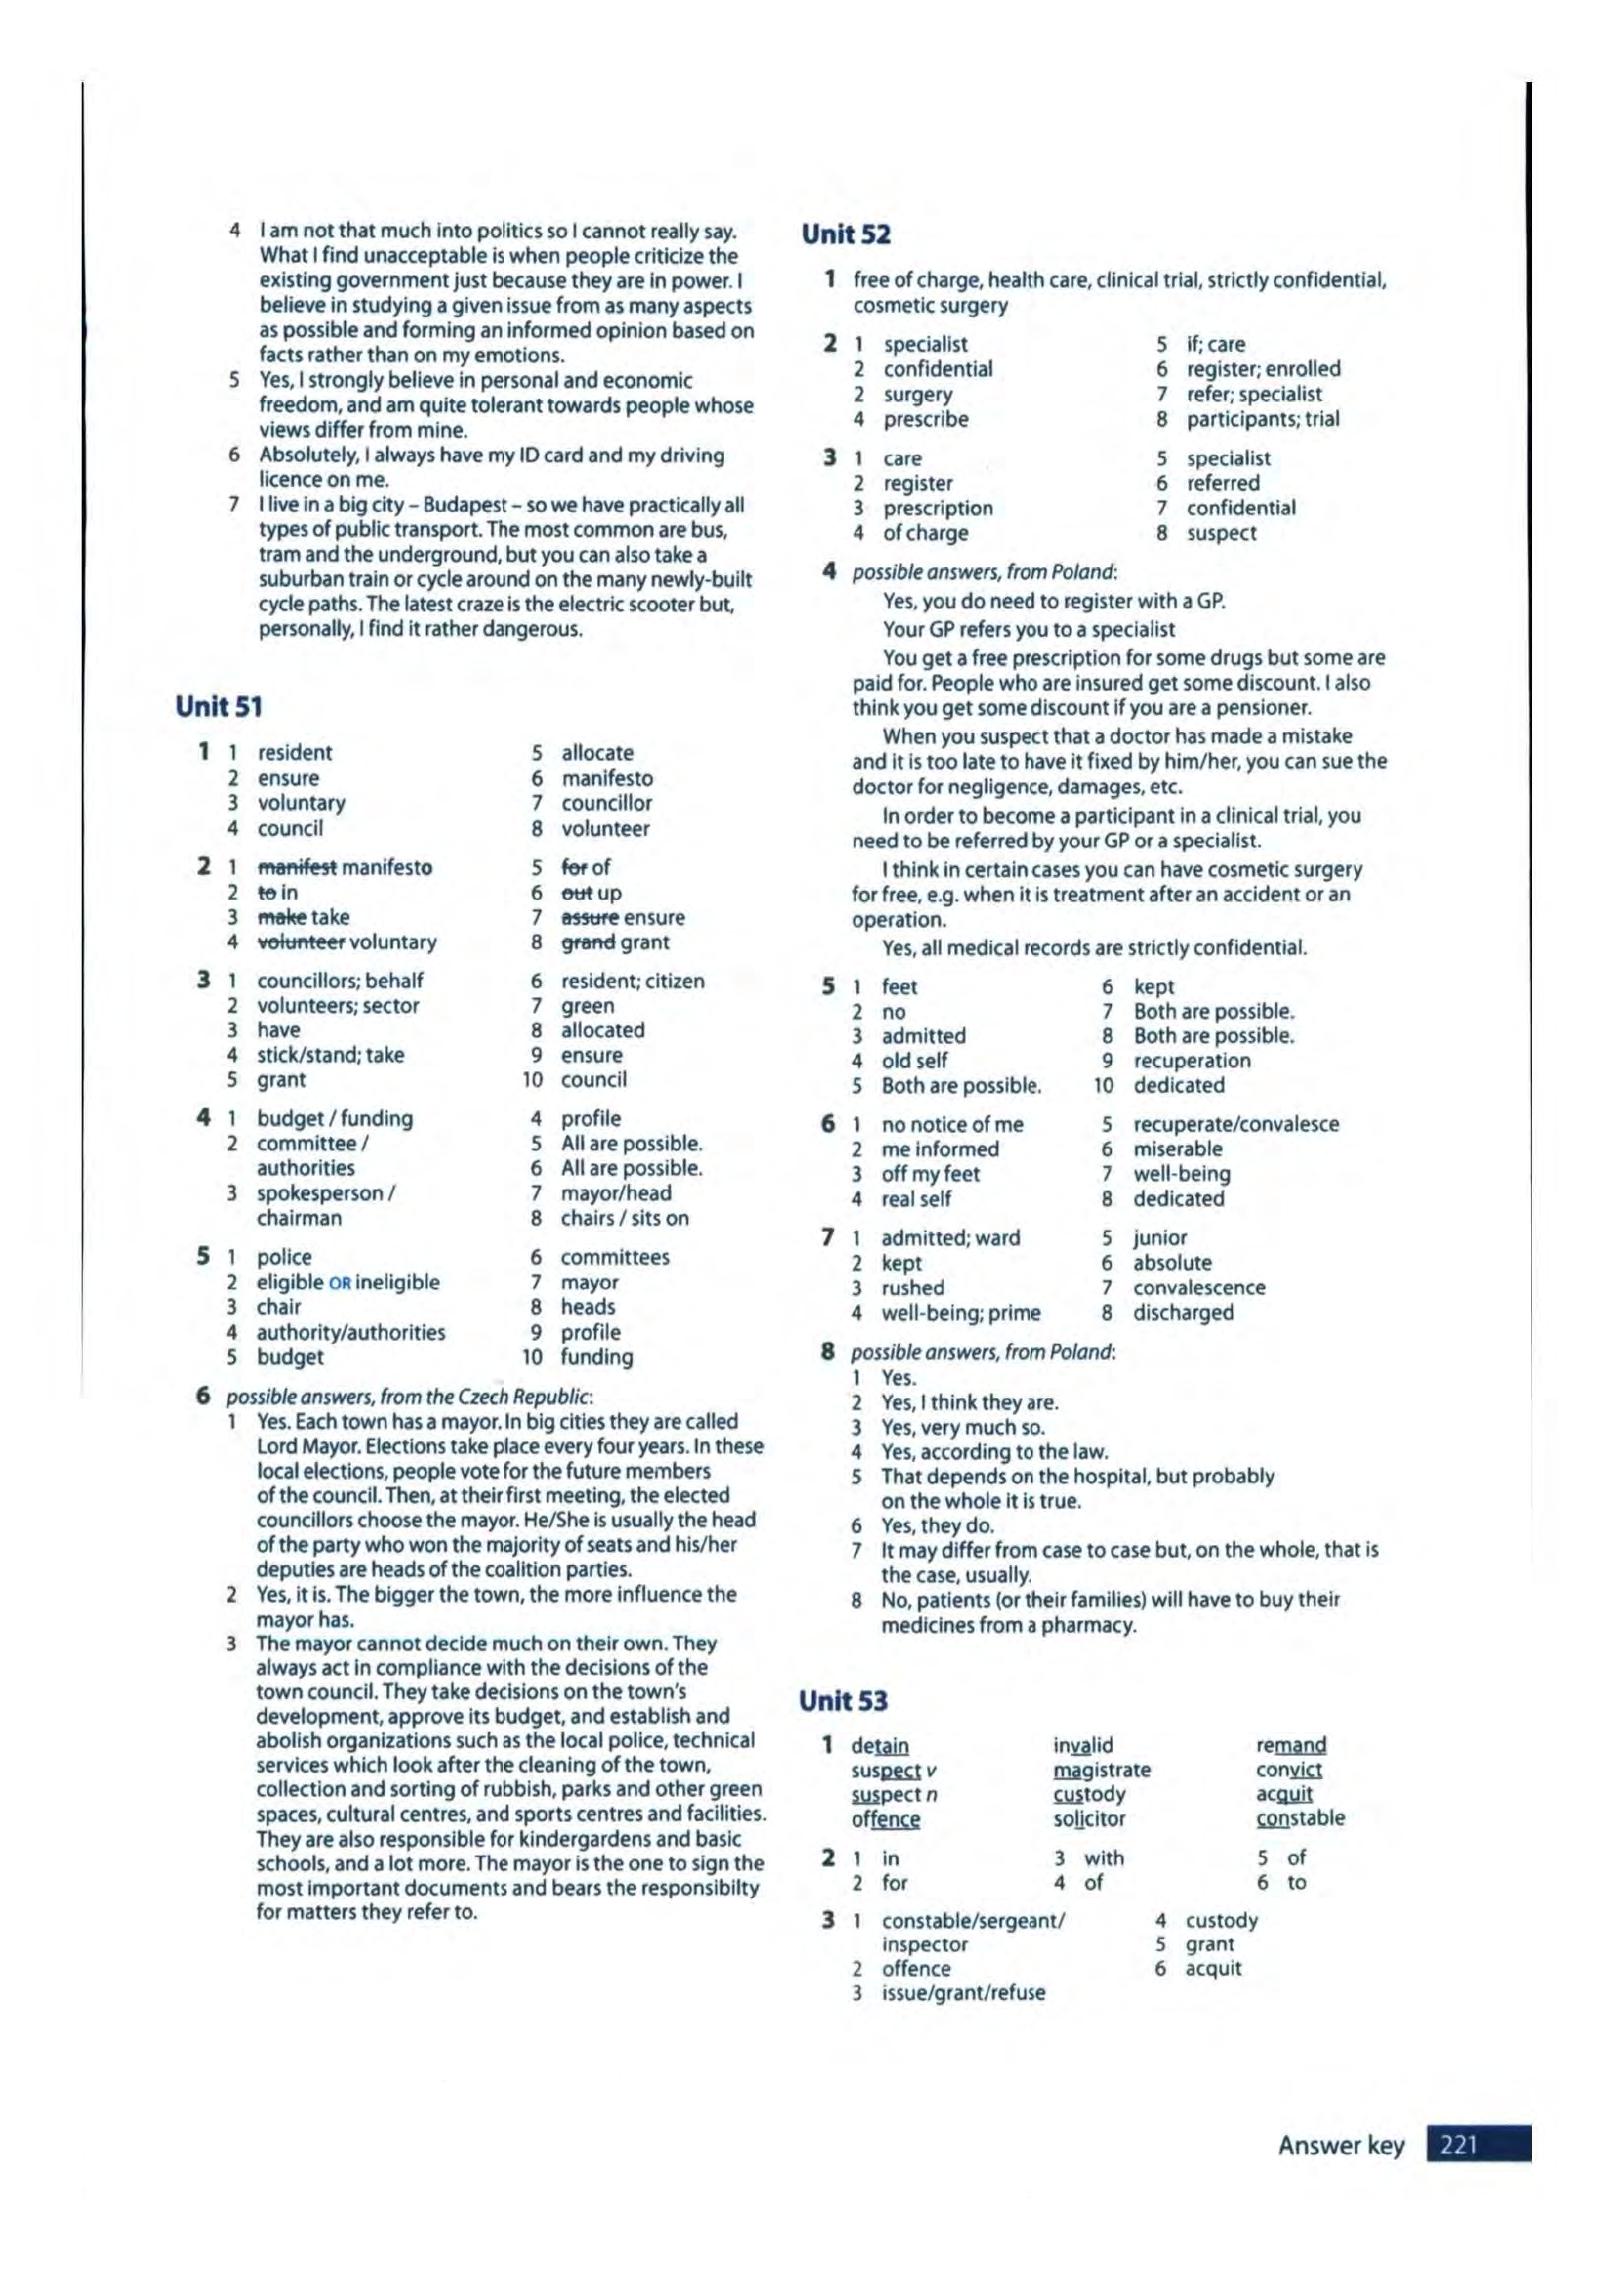 4 I am not that much into politics so I cannot really say.
What I find unacceptable is when people criticize the
existing government just because they are in power. I
believe in studying a given issue from as many aspects
as possible and forming an informed opinion based on
facts rather than on my emotions.
5 Yes, I strongly believe in personal and economic
freedom, and am quite tolerant towards people whose
views differ from mine.
6 Absolutely, I always have my ID card and my driving
licence on me.
7 I live in a big city – Budapest – so we have practically all
types of public transport. The most common are bus,
tram and the underground, but you can also take a
suburban train or cycle around on the many newly-built
cycle paths. The latest craze is the electric scooter but,
personally, I find it rather dangerous.
Unit 51
1 1 resident 5 allocate
2 ensure 6 manifesto
3 voluntary 7 councillor
4 council 8 volunteer
2 1 manifest manifesto 5 for of
2 to in 6 out up
3 make take 7 assure ensure
4 volunteer voluntary 8 grand grant
3 1 councillors; behalf 6 resident; citizen
2 volunteers; sector 7 green
3 have 8 allocated
4 stick/stand; take 9 ensure
5 grant 10 council
4 1 budget / funding 4 profile
2 committee / 5 All are possible.
authorities 6 All are possible.
3 spokesperson / 7 mayor/head
chairman 8 chairs / sits on
5 1 police 6 committees
2 eligible OR ineligible 7 mayor
3 chair 8 heads
4 authority/authorities 9 profile
5 budget 10 funding
6 possible answers, from the Czech Republic:
1 Yes. Each town has a mayor. In big cities they are called
Lord Mayor. Elections take place every four years. In these
local elections, people vote for the future members
of the council. Then, at their first meeting, the elected
councillors choose the mayor. He/She is usually the head
of the party who won the majority of seats and his/her
deputies are heads of the coalition parties.
2 Yes, it is. The bigger the town, the more influence the
mayor has.
3 The mayor cannot decide much on their own. They
always act in compliance with the decisions of the
town council. They take decisions on the town's
development, approve its budget, and establish and
abolish organizations such as the local police, technical
services which look after the cleaning of the town,
collection and sorting of rubbish, parks and other green
spaces, cultural centres, and sports centres and facilities.
They are also responsible for kindergardens and basic
schools, and a lot more. The mayor is the one to sign the
most important documents and bears the responsibilty
for matters they refer to.
Unit 52
1 free of charge, health care, clinical trial, strictly confidential,
cosmetic surgery
2 1 specialist 5 if; care
2 confidential 6 register; enrolled
2 surgery 7 refer; specialist
4 prescribe 8 participants; trial
3 1 care 5 specialist
2 register 6 referred
3 prescription 7 confidential
4 of charge 8 suspect
4 possible answers, from Poland:
Yes, you do need to register with a GP.
Your GP refers you to a specialist
You get a free prescription for some drugs but some are
paid for. People who are insured get some discount. I also
think you get some discount if you are a pensioner.
When you suspect that a doctor has made a mistake
and it is too late to have it fixed by him/her, you can sue the
doctor for negligence, damages, etc.
In order to become a participant in a clinical trial, you
need to be referred by your GP or a specialist.
I think in certain cases you can have cosmetic surgery
for free, e.g. when it is treatment after an accident or an
operation.
Yes, all medical records are strictly confidential.
5 1 feet 6 kept
2 no 7 Both are possible.
3 admitted 8 Both are possible.
4 old self 9 recuperation
5 Both are possible. 10 dedicated
6 1 no notice of me 5 recuperate/convalesce
2 me informed 6 miserable
3 off my feet 7 well-being
4 real self 8 dedicated
7 1 admitted; ward 5 junior
2 kept 6 absolute
3 rushed 7 convalescence
4 well-being; prime 8 discharged
8 possible answers, from Poland:
1 Yes.
2 Yes, I think they are.
3 Yes, very much so.
4 Yes, according to the law.
5 That depends on the hospital, but probably
on the whole it is true.
6 Yes, they do.
7 It may differ from case to case but, on the whole, that is
the case, usually.
8 No, patients (or their families) will have to buy their
medicines from a pharmacy.
Unit 53
1 detain invalid remand
suspect v magistrate convict
suspect n custody acquit
offence solicitor constable
2 1 in 3 with 5 of
2 for 4 of 6 to
3 1 constable/sergeant/ 4 custody
inspector 5 grant
2 offence 6 acquit
3 issue/grant/refuse
Answer key 221